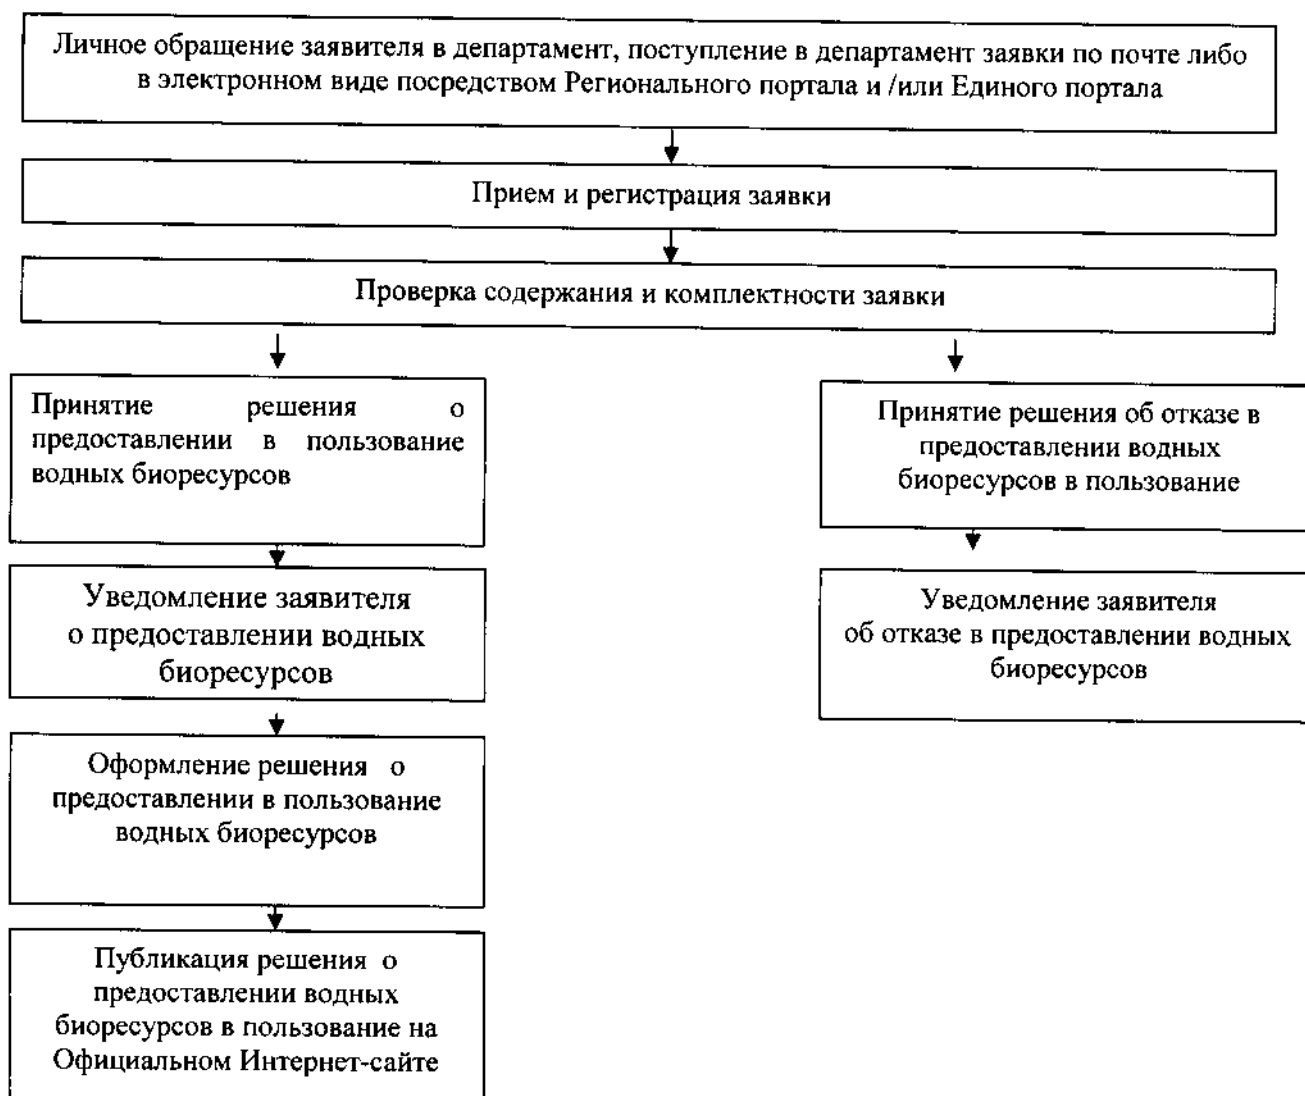 Личное обращение заявителя в департамент, поступление в департамент заявки по почте либо
в электронном виде посредством Регионального портала и /или Единого портала
Прием и регистрация заявки
Проверка содержания и комплектности заявки
Принятие решения о
предоставлении в пользование
водных биоресурсов
Принятие решения об отказе в
предоставлении водных
биоресурсов в пользование
Уведомление заявителя
о предоставлении водных
биоресурсов
Уведомление заявителя
об отказе в предоставлении водных
биоресурсов
Оформление решения о
предоставлении в пользование
водных биоресурсов
Публикация решения о
предоставлении водных
биоресурсов в пользование на
Официальном Интернет-сайте